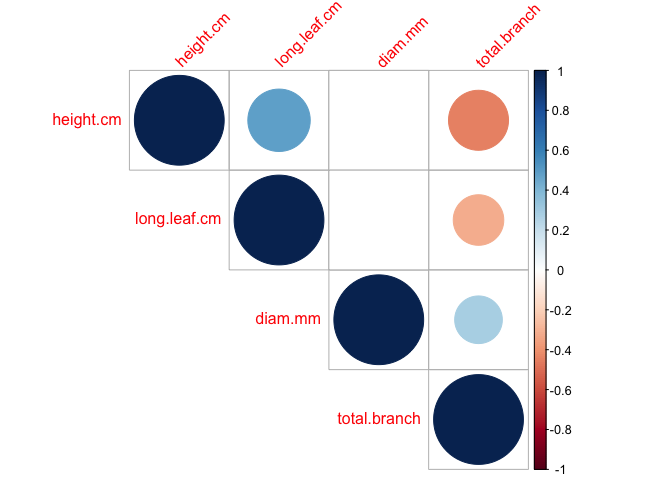 height.cm
long.leaf.cm
diam.mm
total.branch
height.cm
long.leaf.cm
diam.mm
total.branch
1
0.8
0.6
0.4
0.2
0
-0.2
-0.4
-0.6
-0.8
-1